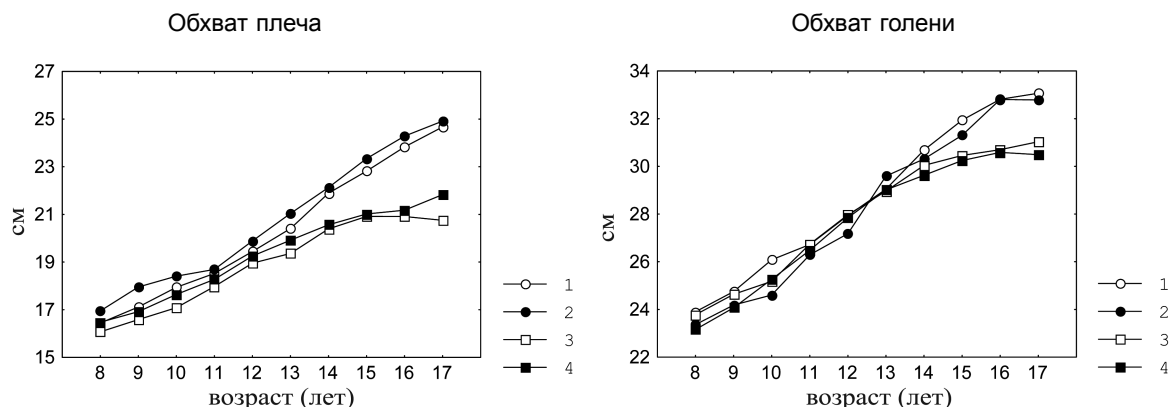 Обхват плеча
27
25
23
21
19
17
15
см
8 9 10 11 12 13 14 15 16 17
возраст (лет)
1
2
3
4
Обхват голени
34
32
30
28
26
24
22
см
8 9 10 11 12 13 14 15 16 17
возраст (лет)
1
2
3
4